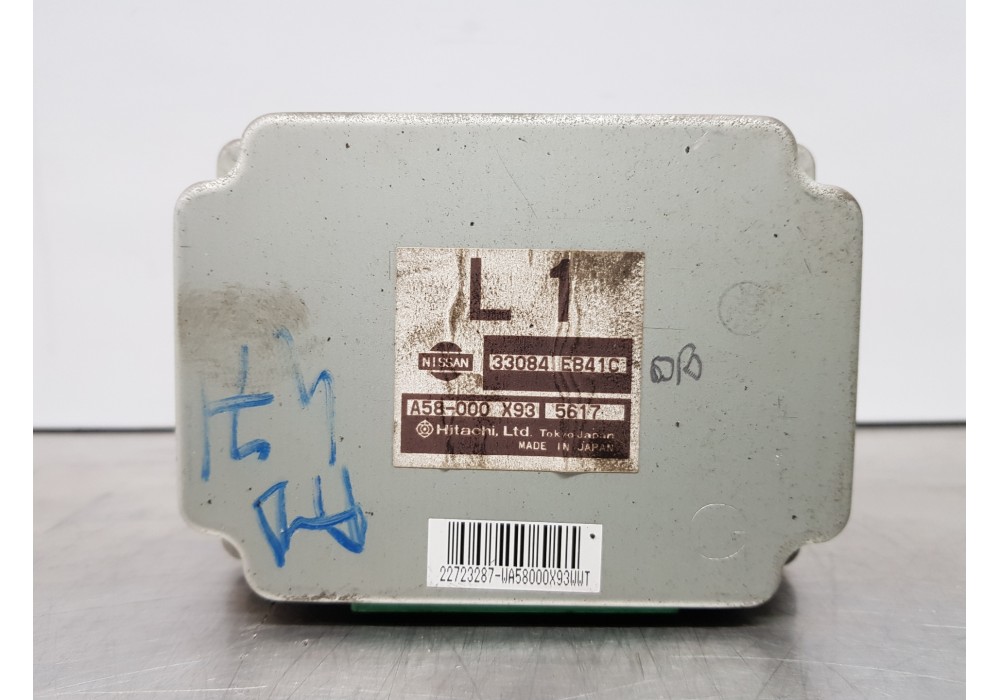 L 1
NISSAN 33084 EB41C
A58-000 X93 5617
Hitachi, Ltd. Tokyo Japan
MADE IN JAPAN
22723287-WA58000X93WWT